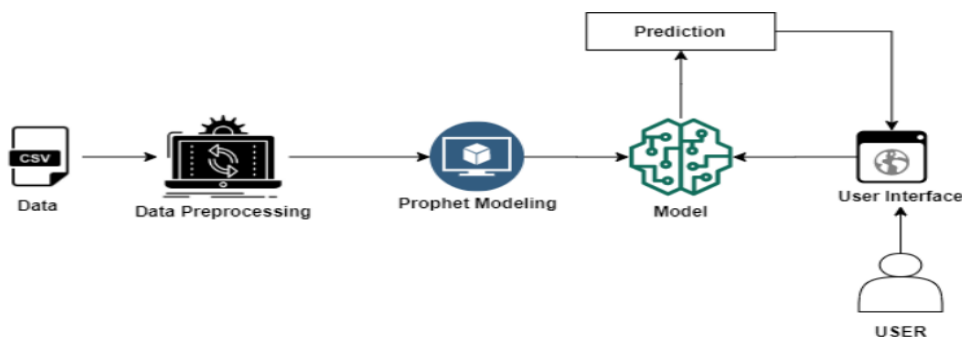 Prediction
CSV
Data
Data Preprocessing
Prophet Modeling
Model
User Interface
USER